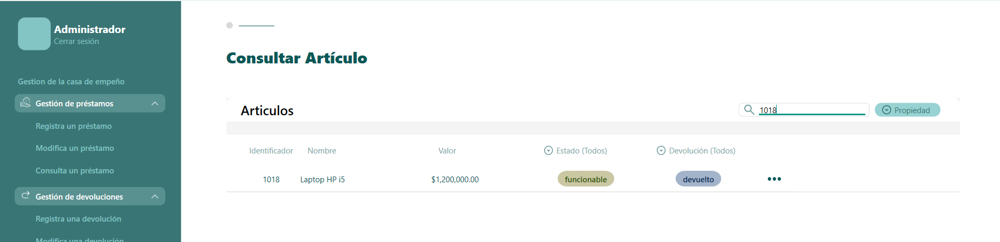 Administrador
Cerrar sesión
Gestion de la casa de empeño
Gestión de préstamos
Registra un préstamo
Modifica un préstamo
Consulta un préstamo
Gestión de devoluciones
Registra una devolución
Modifica una devolución
Consultar Artículo
Articulos
1018
Propiedad
Identificador Nombre Valor Estado (Todos) Devolución (Todos)
1018 Laptop HP i5 $1,200,000.00 funcionable devuelto